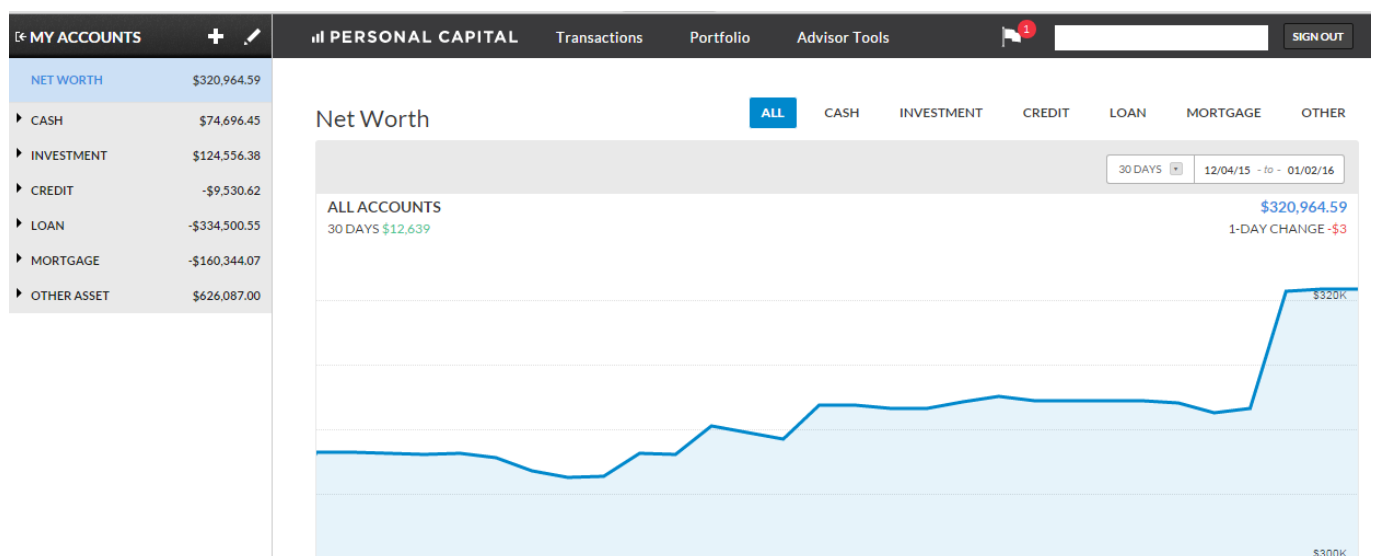 MY ACCOUNTS
PERSONAL CAPITAL Transactions Portfolio Advisor Tools 1 SIGN OUT
NET WORTH $320,964.59
CASH $74,696.45
INVESTMENT $124,556.38
CREDIT -$9,530.62
LOAN -$334,500.55
MORTGAGE -$160,344.07
OTHER ASSET $626,087.00
Net Worth ALL CASH INVESTMENT CREDIT LOAN MORTGAGE OTHER
30 DAYS 12/04/15 - to - 01/02/16
ALL ACCOUNTS $320,964.59
30 DAYS $12,639 1-DAY CHANGE -$3
$320K
$300K